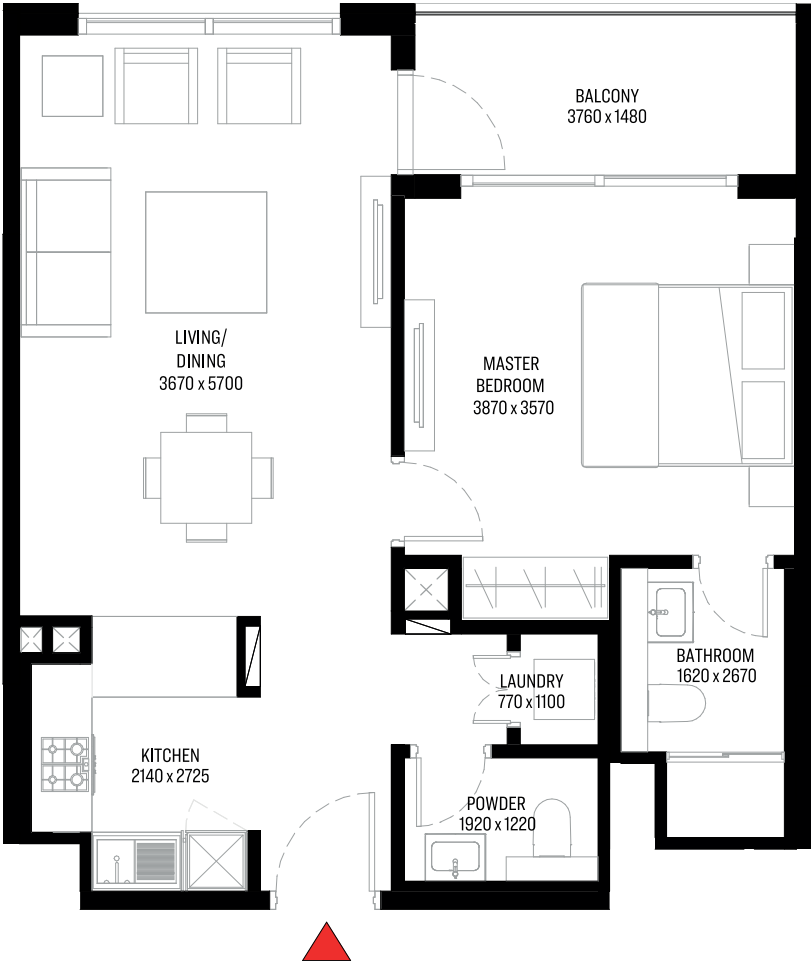 BALCONY
3760 x 1480
LIVING/
DINING
3670 x 5700
MASTER
BEDROOM
3870 x 3570
BATHROOM
1620 x 2670
LAUNDRY
770 x 1100
KITCHEN
2140 x 2725
POWDER
1920 x 1220